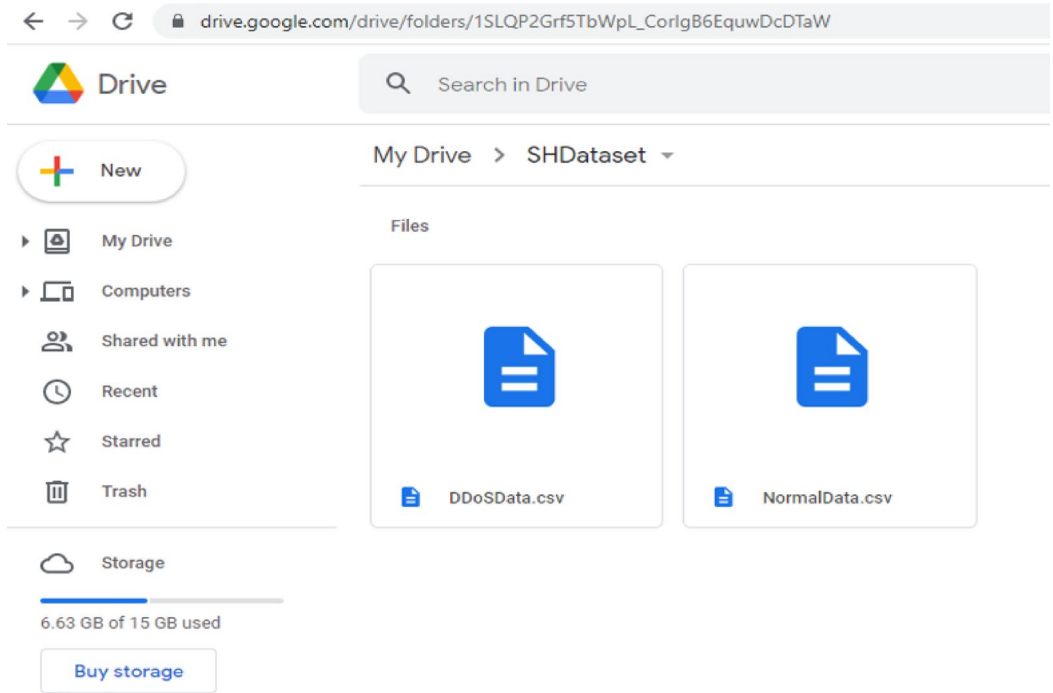 drive.google.com/drive/folders/1SLQP2Grf5TbWpL_CorIgB6EquwDcDTaW
Drive
Search in Drive
New
My Drive > SHDataset
Files
My Drive
Computers
Shared with me
Recent
Starred
Trash
DDoSData.csv
NormalData.csv
Storage
6.63 GB of 15 GB used
Buy storage